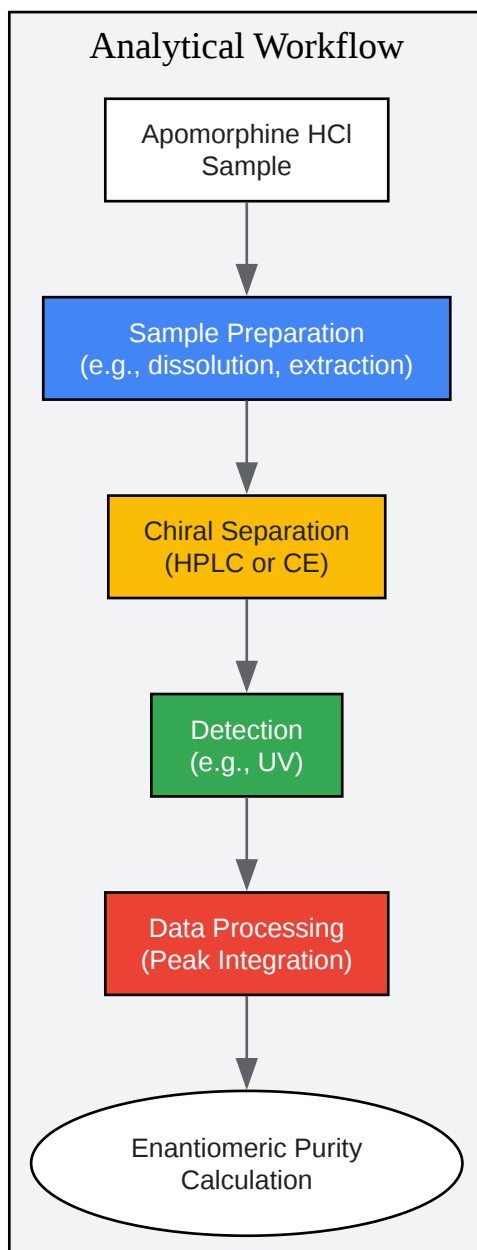 Analytical Workflow
Apomorphine HCl
Sample
Sample Preparation
(e.g., dissolution, extraction)
Chiral Separation
(HPLC or CE)
Detection
(e.g., UV)
Data Processing
(Peak Integration)
Enantiomeric Purity
Calculation